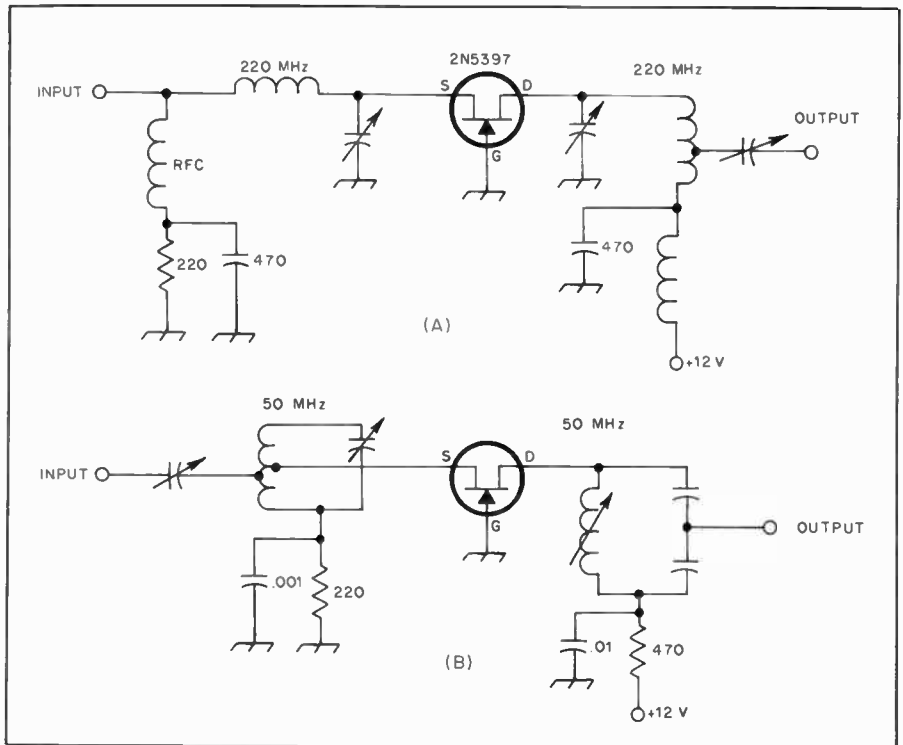 220 MHz
2N5397
220 MHz
INPUT
S
D
G
OUTPUT
RFC
220
470
470
(A)
+12 V
50 MHz
50 MHz
INPUT
S
D
G
OUTPUT
.001
220
.01
470
(B)
+12 V